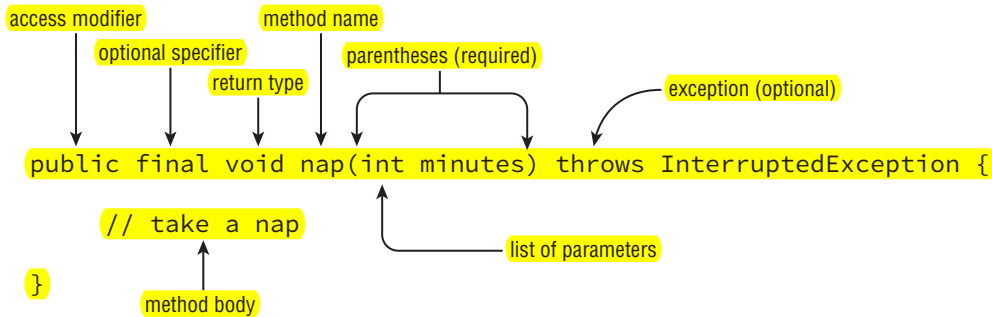 access modifier
method name
optional specifier
parentheses (required)
return type
exception (optional)
public final void nap(int minutes) throws InterruptedException {
// take a nap
list of parameters
}
method body